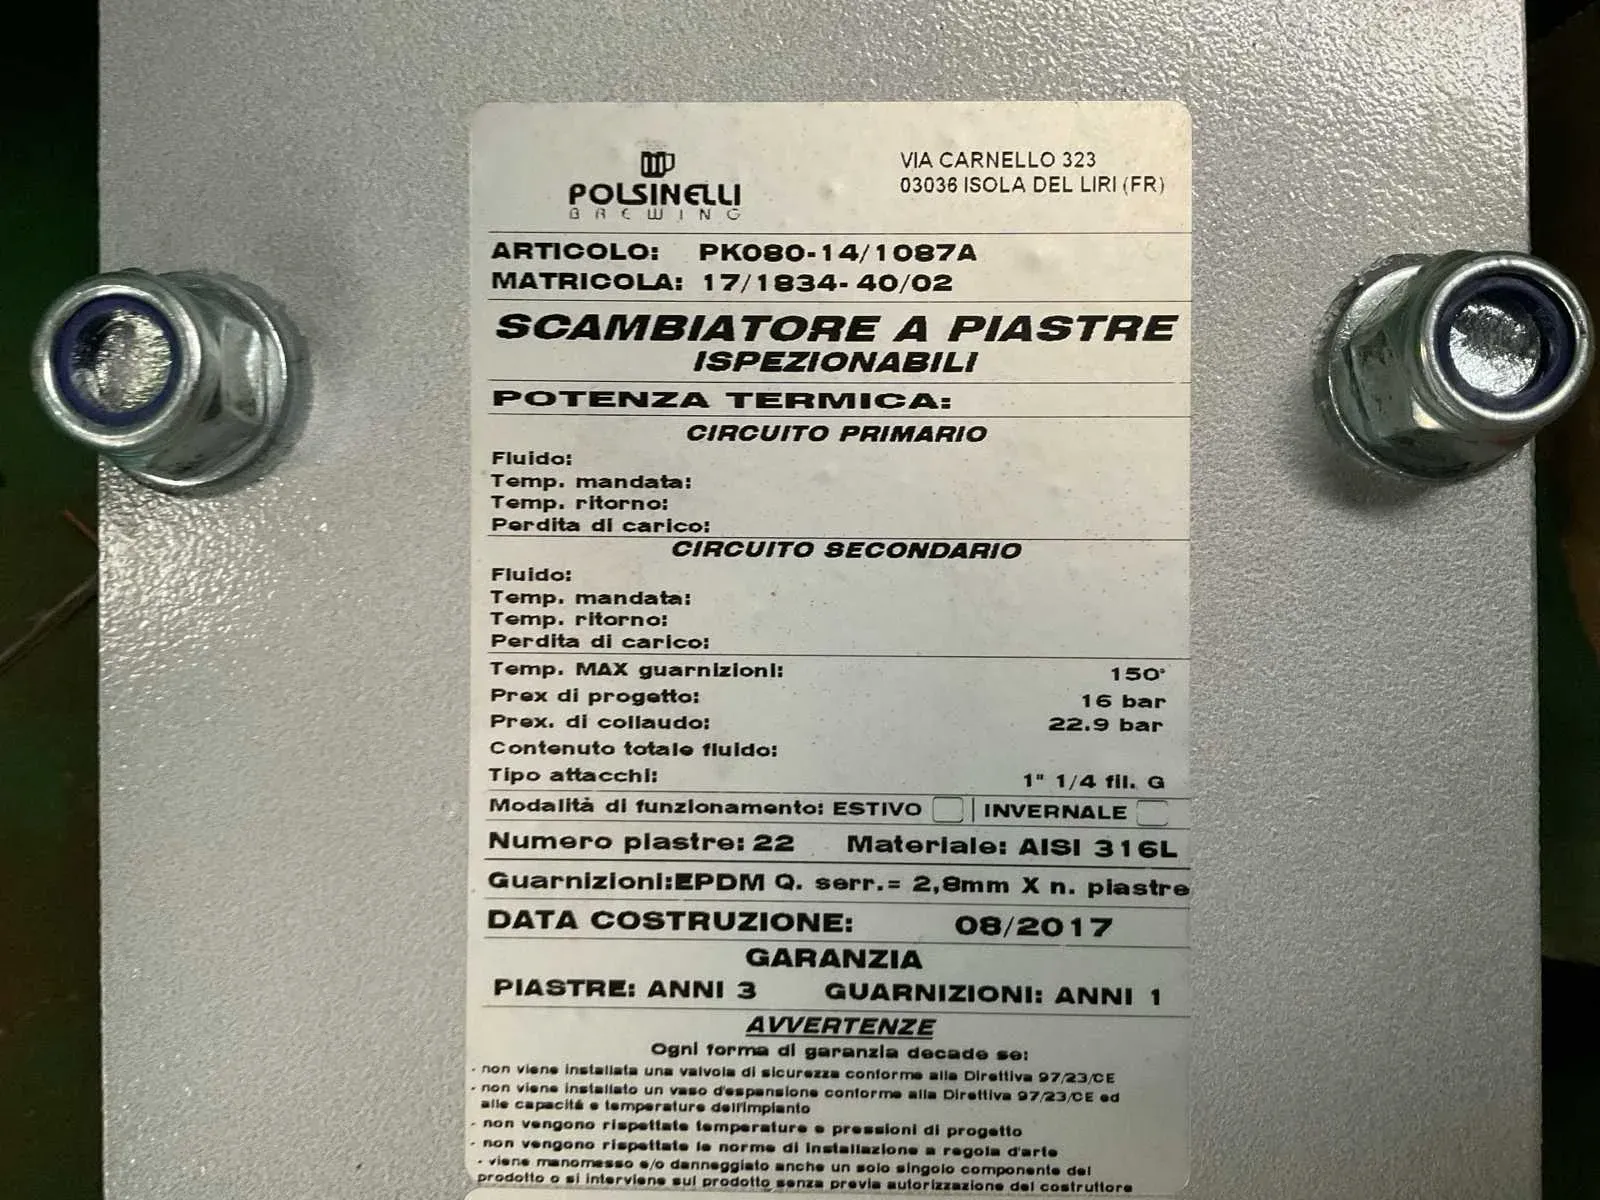 POLSINELLI
BREWING
VIA CARNELLO 323
03036 ISOLA DEL LIRI (FR)
ARTICOLO: PK080-14/1087A
MATRICOLA: 17/1834-40/02
SCAMBIATORE A PIASTRE
ISPEZIONABILI
POTENZA TERMICA:
CIRCUITO PRIMARIO
Fluido:
Temp. mandata:
Temp. ritorno:
Perdita di carico:
CIRCUITO SECONDARIO
Fluido:
Temp. mandata:
Temp. ritorno:
Perdita di carico:
Temp. MAX guarnizioni: 150°
Prex di progetto: 16 bar
Prex. di collaudo: 22.9 bar
Contenuto totale fluido:
Tipo attacchi: 1" 1/4 fil. G
Modalità di funzionamento: ESTIVO | INVERNALE
Numero piastre: 22 Materiale: AISI 316L
Guarnizioni:EPDM Q. serr.= 2,8mm X n. piastre
DATA COSTRUZIONE: 08/2017
GARANZIA
PIASTRE: ANNI 3 GUARNIZIONI: ANNI 1
AVVERTENZE
Ogni forma di garanzia decade se:
- non viene installata una valvola di sicurezza conforme alla Direttiva 97/23/CE
- non viene installato un vaso d'espansione conforme alla Direttiva 97/23/CE ed
alle capacità e temperature dell'impianto
- non vengono rispettate temperature e pressioni di progetto
- non vengono rispettate le norme di installazione a regola d'arte
- viene manomesso e/o danneggiato anche un solo singolo componente del
prodotto o si interviene sul prodotto senza previa autorizzazione del costruttore